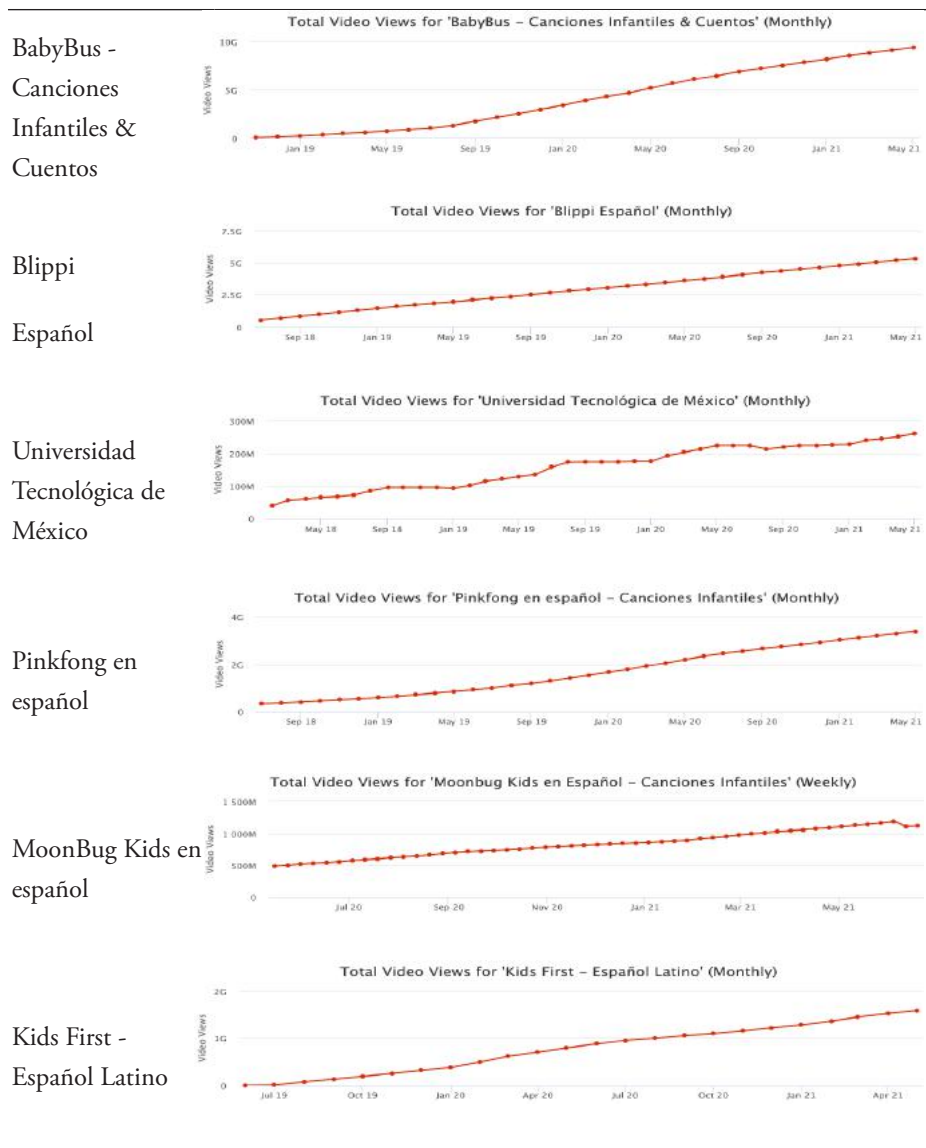 BabyBus -
Canciones
Infantiles &
Cuentos
Total Video Views for 'BabyBus – Canciones Infantiles & Cuentos' (Monthly)
Video Views
10G
5G
0
Jan 19 May 19 Sep 19 Jan 20 May 20 Sep 20 Jan 21 May 21
Blippi
Español
Total Video Views for 'Blippi Español' (Monthly)
Video Views
7.5G
5G
2.5G
0
Sep 18 Jan 19 May 19 Sep 19 Jan 20 May 20 Sep 20 Jan 21 May 21
Universidad
Tecnológica de
México
Total Video Views for 'Universidad Tecnológica de México' (Monthly)
Video Views
300M
200M
100M
0
May 18 Sep 18 Jan 19 May 19 Sep 19 Jan 20 May 20 Sep 20 Jan 21 May 21
Pinkfong en
español
Total Video Views for 'Pinkfong en español – Canciones Infantiles' (Monthly)
Video Views
4G
2G
0
Sep 18 Jan 19 May 19 Sep 19 Jan 20 May 20 Sep 20 Jan 21 May 21
MoonBug Kids en
español
Total Video Views for 'Moonbug Kids en Español – Canciones Infantiles' (Weekly)
Video Views
1 500M
1 000M
500M
0
Jul 20 Sep 20 Nov 20 Jan 21 Mar 21 May 21
Kids First -
Español Latino
Total Video Views for 'Kids First – Español Latino' (Monthly)
Video Views
2G
1G
0
Jul 19 Oct 19 Jan 20 Apr 20 Jul 20 Oct 20 Jan 21 Apr 21